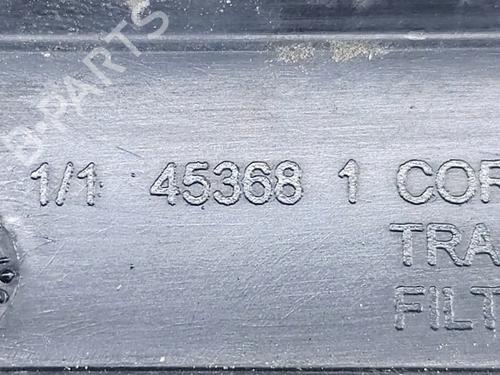 B-PARTS
1/1 45368 1 COR
TRA
FILT